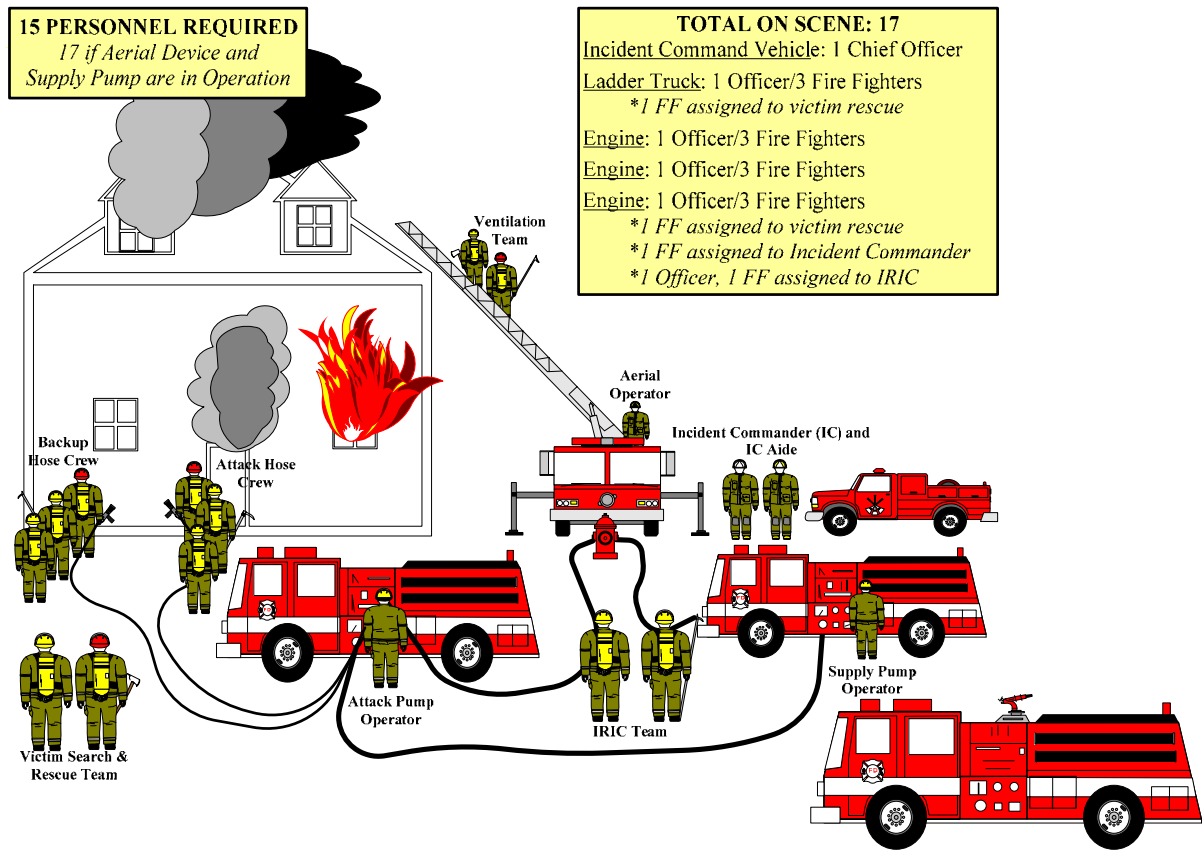 15 PERSONNEL REQUIRED
17 if Aerial Device and
Supply Pump are in Operation
TOTAL ON SCENE: 17
Incident Command Vehicle: 1 Chief Officer
Ladder Truck: 1 Officer/3 Fire Fighters
*1 FF assigned to victim rescue
Engine: 1 Officer/3 Fire Fighters
Engine: 1 Officer/3 Fire Fighters
Engine: 1 Officer/3 Fire Fighters
*1 FF assigned to victim rescue
*1 FF assigned to Incident Commander
*1 Officer, 1 FF assigned to IRIC
Ventilation
Team
Aerial
Operator
Incident Commander (IC) and
IC Aide
Backup
Hose Crew
Attack Hose
Crew
FD
FD
Attack Pump
Operator
IRIC Team
Supply Pump
Operator
Victim Search &
Rescue Team
FD